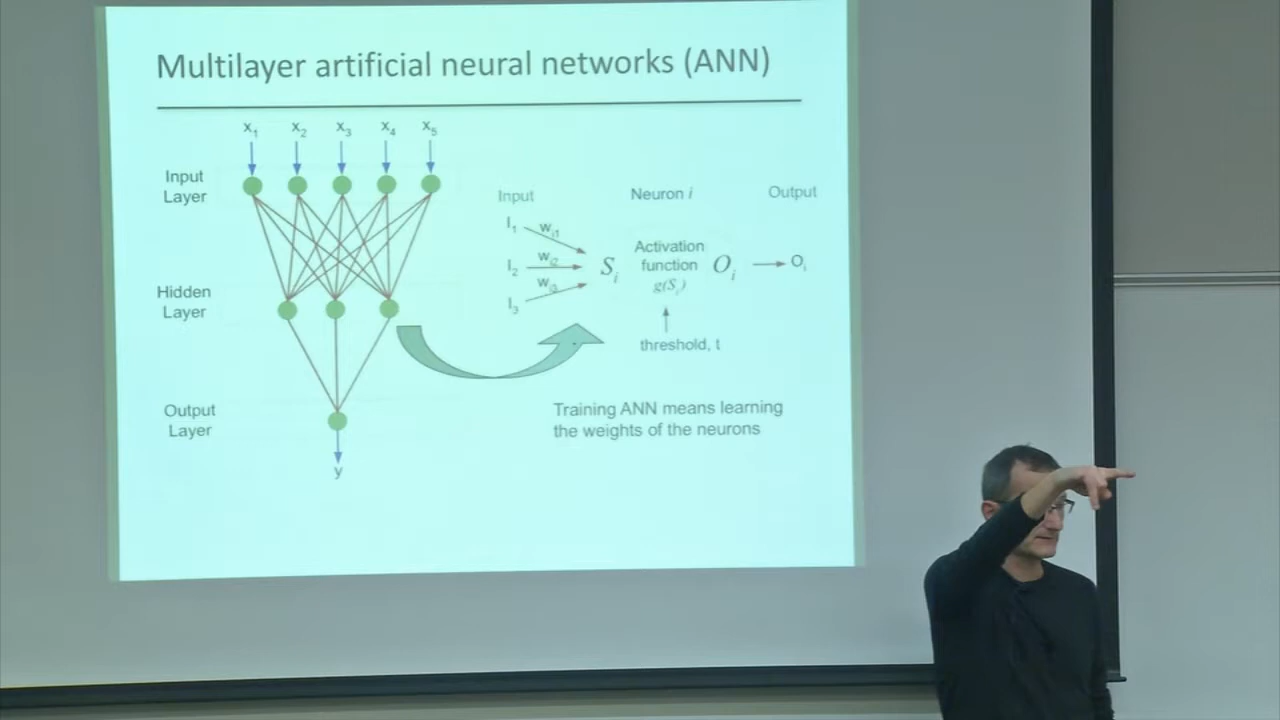 Multilayer artificial neural networks (ANN)
x₁ x₂ x₃ x₄ x₅
Input
Layer
Hidden
Layer
Output
Layer
y
Input Neuron i Output
I₁ wᵢ₁
I₂ wᵢ₂
I₃ wᵢ₃
Sᵢ
Activation
function
g(Sᵢ)
Oᵢ
Oᵢ
threshold, t
Training ANN means learning
the weights of the neurons